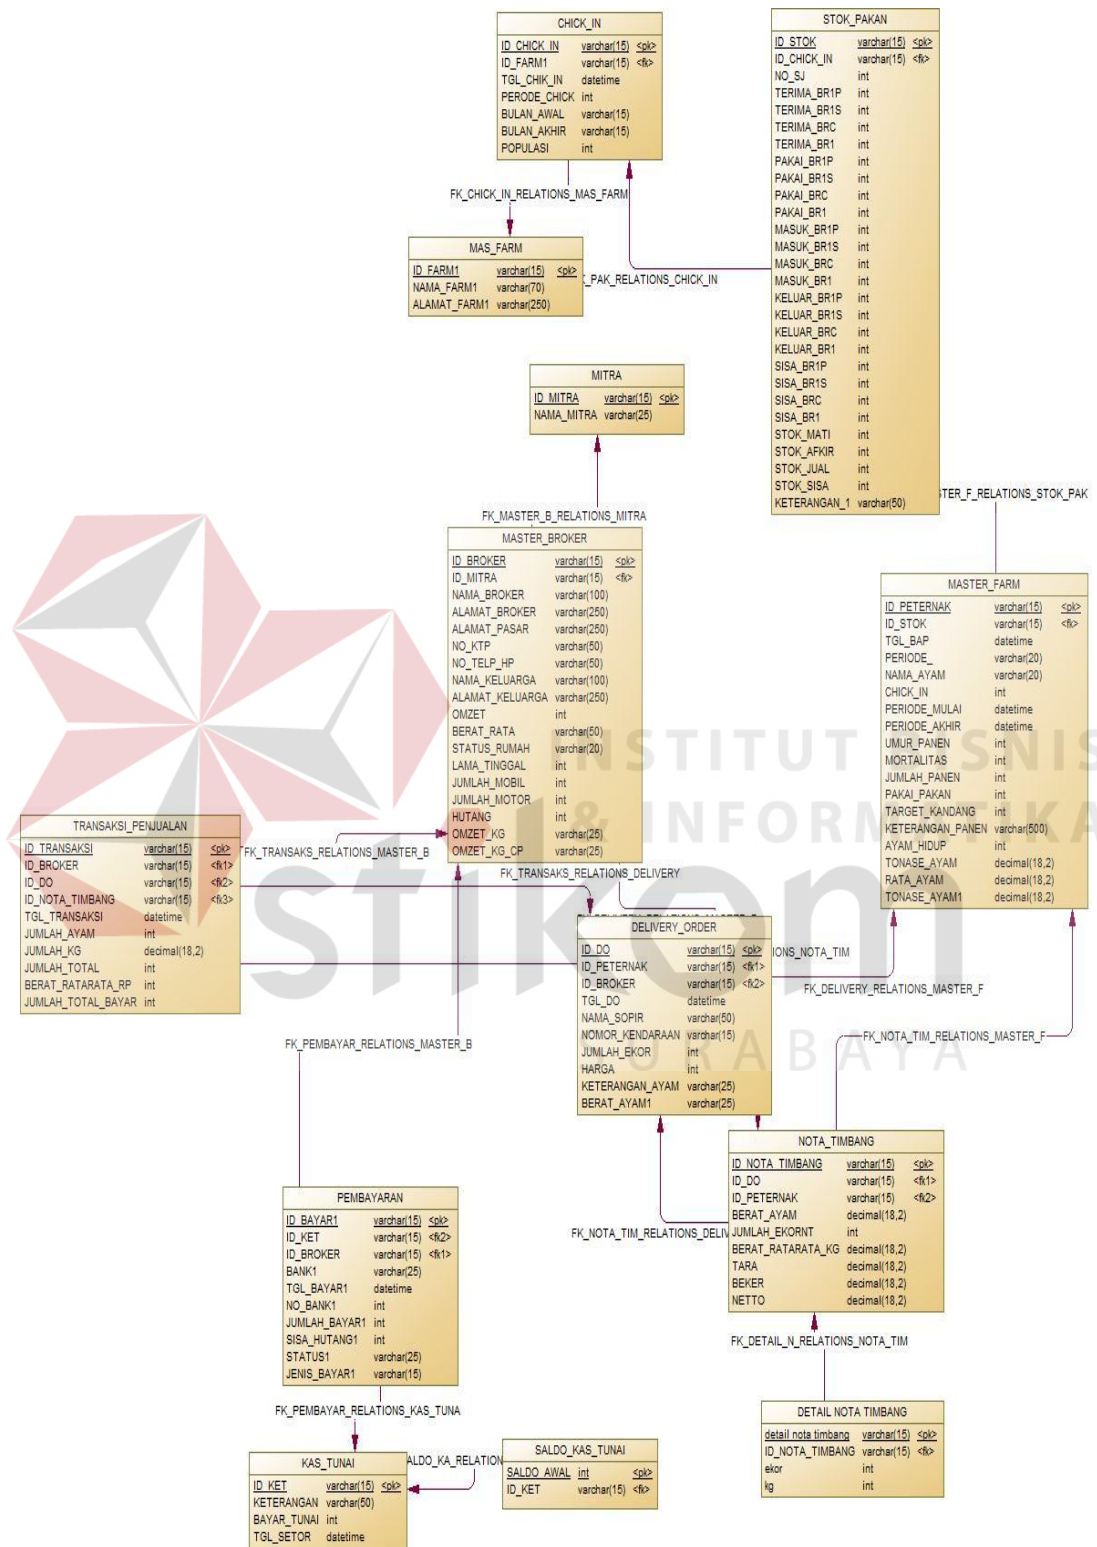 CHICK_IN
ID_CHICK_IN varchar(15) <pk>
ID_FARM1 varchar(15) <fk>
TGL_CHIK_IN datetime
PERODE_CHICK int
BULAN_AWAL varchar(15)
BULAN_AKHIR varchar(15)
POPULASI int
STOK_PAKAN
ID_STOK varchar(15) <pk>
ID_CHICK_IN varchar(15) <fk>
NO_SJ int
TERIMA_BR1P int
TERIMA_BR1S int
TERIMA_BRC int
TERIMA_BR1 int
PAKAI_BR1P int
PAKAI_BR1S int
PAKAI_BRC int
PAKAI_BR1 int
MASUK_BR1P int
MASUK_BR1S int
MASUK_BRC int
MASUK_BR1 int
KELUAR_BR1P int
KELUAR_BR1S int
KELUAR_BRC int
KELUAR_BR1 int
SISA_BR1P int
SISA_BR1S int
SISA_BRC int
SISA_BR1 int
STOK_MATI int
STOK_AFKIR int
STOK_JUAL int
STOK_SISA int
KETERANGAN_1 varchar(50)
FK_CHICK_IN_RELATIONS_MAS_FARM
MAS_FARM
ID_FARM1 varchar(15) <pk>
NAMA_FARM1 varchar(70)
ALAMAT_FARM1 varchar(250)
_PAK_RELATIONS_CHICK_IN
MITRA
ID_MITRA varchar(15) <pk>
NAMA_MITRA varchar(25)
STER_F_RELATIONS_STOK_PAK
FK_MASTER_B_RELATIONS_MITRA
MASTER_BROKER
ID_BROKER varchar(15) <pk>
ID_MITRA varchar(15) <fk>
NAMA_BROKER varchar(100)
ALAMAT_BROKER varchar(250)
ALAMAT_PASAR varchar(250)
NO_KTP varchar(50)
NO_TELP_HP varchar(50)
NAMA_KELUARGA varchar(100)
ALAMAT_KELUARGA varchar(250)
OMZET int
BERAT_RATA varchar(50)
STATUS_RUMAH varchar(20)
LAMA_TINGGAL int
JUMLAH_MOBIL int
JUMLAH_MOTOR int
HUTANG int
OMZET_KG varchar(25)
OMZET_KG_CP varchar(25)
MASTER_FARM
ID_PETERNAK varchar(15) <pk>
ID_STOK varchar(15) <fk>
TGL_BAP datetime
PERIODE_ varchar(20)
NAMA_AYAM varchar(20)
CHICK_IN int
PERIODE_MULAI datetime
PERIODE_AKHIR datetime
UMUR_PANEN int
MORTALITAS int
JUMLAH_PANEN int
PAKAI_PAKAN int
TARGET_KANDANG int
KETERANGAN_PANEN varchar(500)
AYAM_HIDUP int
TONASE_AYAM decimal(18,2)
RATA_AYAM decimal(18,2)
TONASE_AYAM1 decimal(18,2)
INSTITUT BISNIS
& INFORMATIKA
stikom
SURABAYA
TRANSAKSI_PENJUALAN
ID_TRANSAKSI varchar(15) <pk>
ID_BROKER varchar(15) <fk1>
ID_DO varchar(15) <fk2>
ID_NOTA_TIMBANG varchar(15) <fk3>
TGL_TRANSAKSI datetime
JUMLAH_AYAM int
JUMLAH_KG decimal(18,2)
JUMLAH_TOTAL int
BERAT_RATARATA_RP int
JUMLAH_TOTAL_BAYAR int
FK_TRANSAKS_RELATIONS_MASTER_B
FK_TRANSAKS_RELATIONS_DELIVERY
DELIVERY_ORDER
ID_DO varchar(15) <pk>
ID_PETERNAK varchar(15) <fk1>
ID_BROKER varchar(15) <fk2>
TGL_DO datetime
NAMA_SOPIR varchar(50)
NOMOR_KENDARAAN varchar(15)
JUMLAH_EKOR int
HARGA int
KETERANGAN_AYAM varchar(25)
BERAT_AYAM1 varchar(25)
IONS_NOTA_TIM
FK_DELIVERY_RELATIONS_MASTER_F
FK_PEMBAYAR_RELATIONS_MASTER_B
FK_NOTA_TIM_RELATIONS_MASTER_F
NOTA_TIMBANG
ID_NOTA_TIMBANG varchar(15) <pk>
ID_DO varchar(15) <fk1>
ID_PETERNAK varchar(15) <fk2>
BERAT_AYAM decimal(18,2)
JUMLAH_EKORNT int
BERAT_RATARATA_KG decimal(18,2)
TARA decimal(18,2)
BEKER decimal(18,2)
NETTO decimal(18,2)
FK_NOTA_TIM_RELATIONS_DELIV
PEMBAYARAN
ID_BAYAR1 varchar(15) <pk>
ID_KET varchar(15) <fk2>
ID_BROKER varchar(15) <fk1>
BANK1 varchar(25)
TGL_BAYAR1 datetime
NO_BANK1 int
JUMLAH_BAYAR1 int
SISA_HUTANG1 int
STATUS1 varchar(25)
JENIS_BAYAR1 varchar(15)
FK_DETAIL_N_RELATIONS_NOTA_TIM
FK_PEMBAYAR_RELATIONS_KAS_TUNA
DETAIL NOTA TIMBANG
detail nota timbang varchar(15) <pk>
ID_NOTA_TIMBANG varchar(15) <fk>
ekor int
kg int
KAS_TUNAI
ID_KET varchar(15) <pk>
KETERANGAN varchar(50)
BAYAR_TUNAI int
TGL_SETOR datetime
ALDO_KA_RELATION
SALDO_KAS_TUNAI
SALDO_AWAL int <pk>
ID_KET varchar(15) <fk>